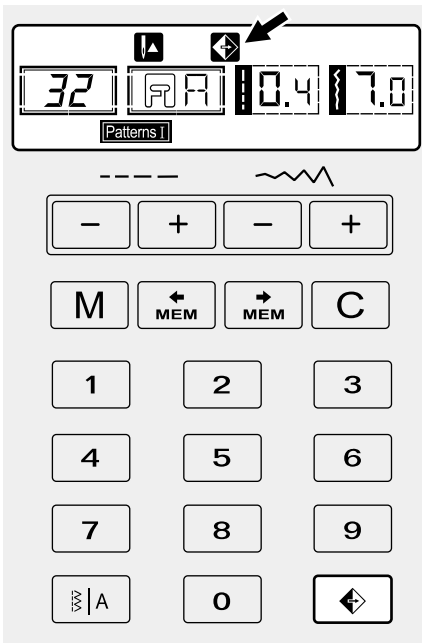 32 A A 0.4 7.0
Patterns I
- + - +
M MEM MEM C
1 2 3
4 5 6
7 8 9
A 0